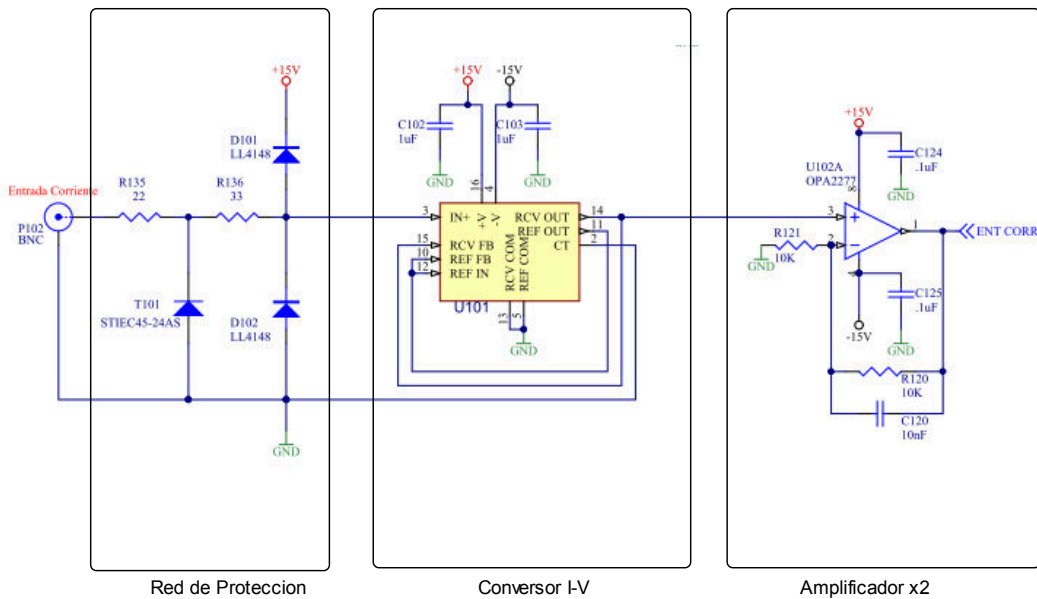 +15V
D101
LL4148
Entrada Corriente
R135
22
R136
33
P102
BNC
T101
STIEC45-24AS
D102
LL4148
GND
Red de Proteccion
+15V
-15V
C102
1uF
C103
1uF
GND
GND
16
4
+V
-V
3
IN+
15
RCV FB
10
REF FB
12
REF IN
RCV OUT
14
REF OUT
11
CT
2
RCV COM
REF COM
U101
13
5
GND
Conversor I-V
+15V
C124
.1uF
GND
U102A
OPA2277
8
3
2
1
ENT CORR
R121
10K
GND
4
C125
.1uF
GND
-15V
R120
10K
C120
10nF
Amplificador x2